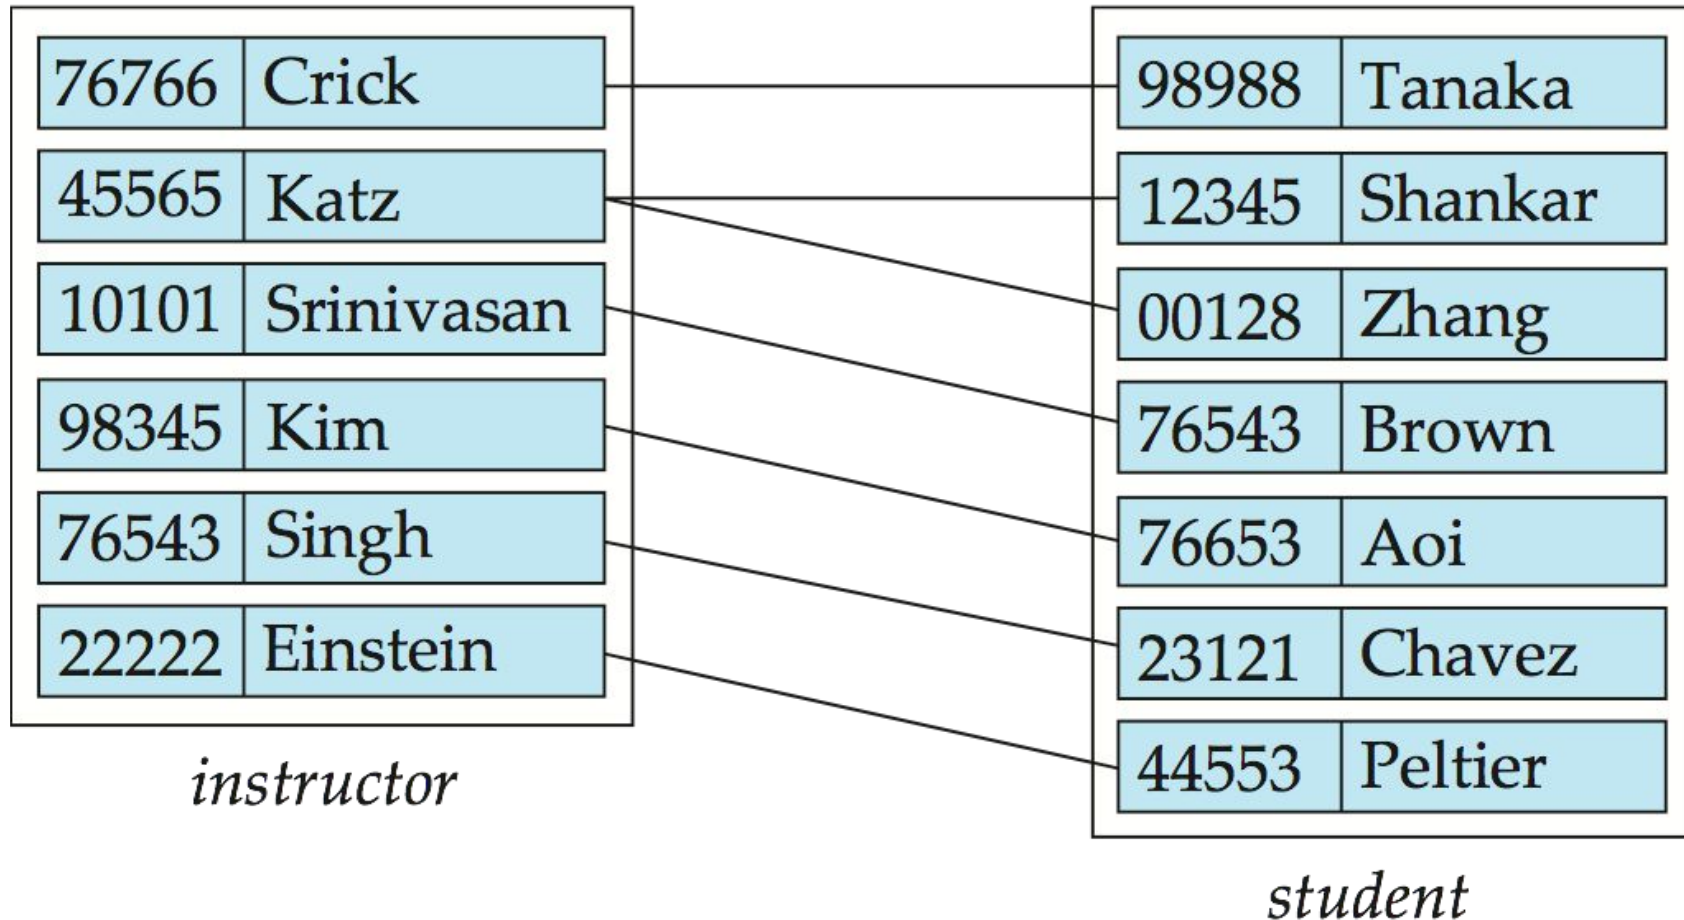 76766 Crick
45565 Katz
10101 Srinivasan
98345 Kim
76543 Singh
22222 Einstein
instructor
98988 Tanaka
12345 Shankar
00128 Zhang
76543 Brown
76653 Aoi
23121 Chavez
44553 Peltier
student